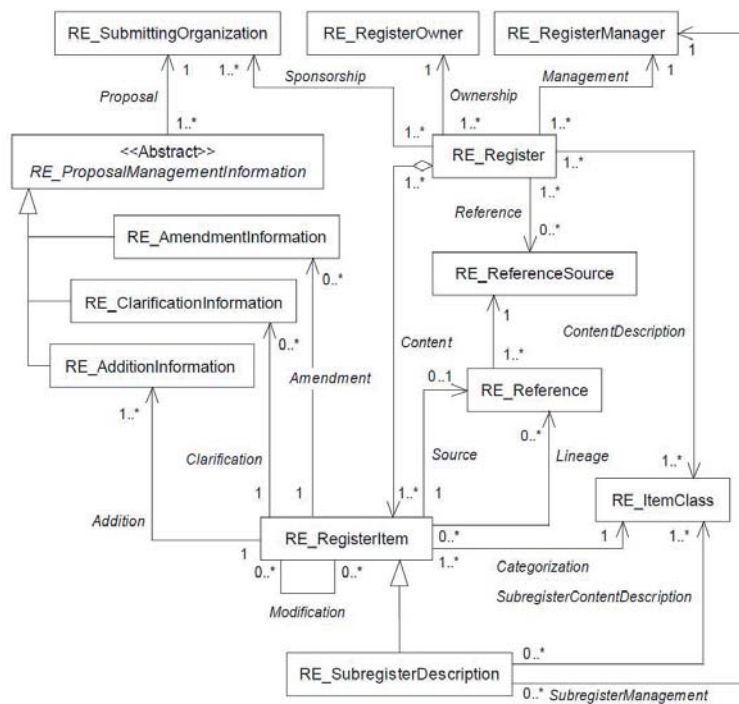 RE_SubmittingOrganization
RE_RegisterOwner
RE_RegisterManager
1
1..*
Sponsorship
1
1
Management
1
Proposal
Ownership
1..*
1..*
1..*
1..*
<<Abstract>>
RE_ProposalManagementInformation
RE_Register
1..*
1..*
1..*
Reference
RE_AmendmentInformation
0..*
0..*
RE_ReferenceSource
RE_ClarificationInformation
1
0..*
Content
ContentDescription
RE_AdditionInformation
Amendment
1..*
0..1
RE_Reference
1..*
0..*
Clarification
Source
Lineage
1..*
1
1
1..*
1
RE_ItemClass
Addition
RE_RegisterItem
0..*
1
1..*
1
1..*
0..*
0..*
Categorization
Modification
SubregisterContentDescription
0..*
RE_SubregisterDescription
0..*
SubregisterManagement